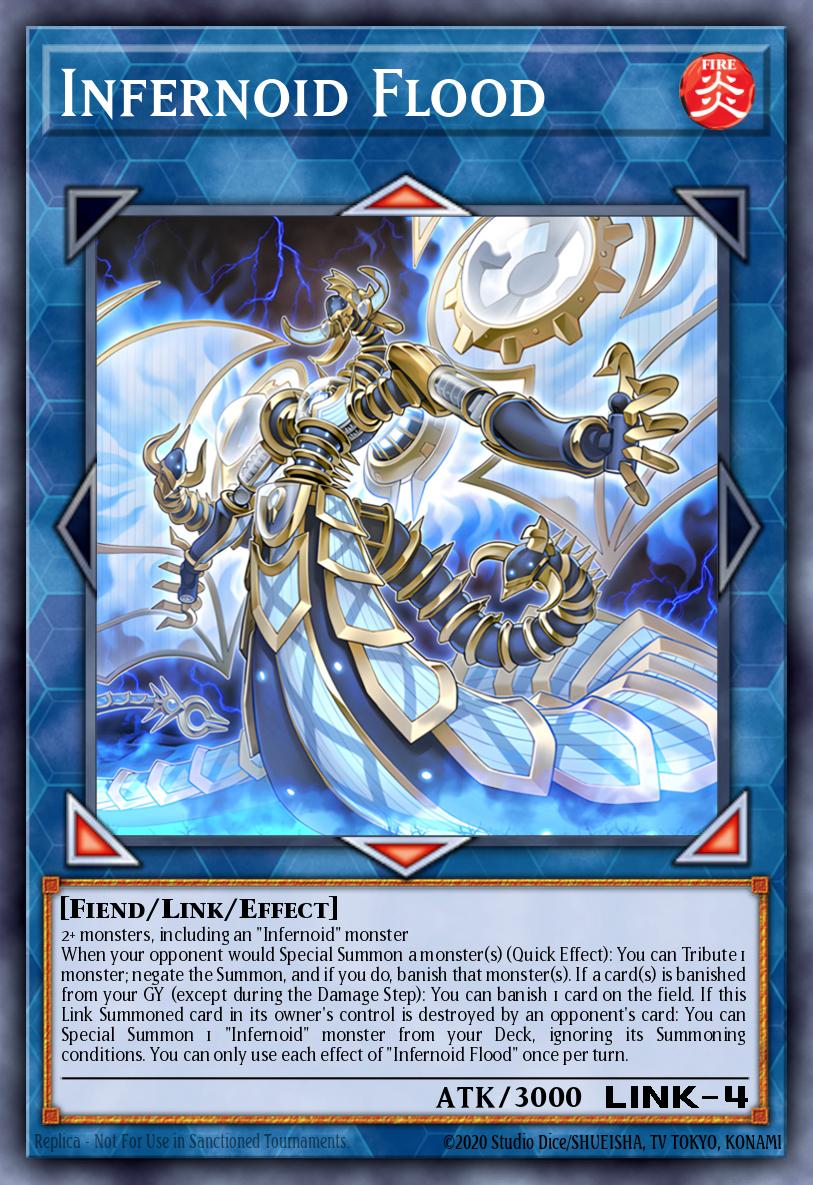 Infernoid Flood
FIRE
炎
[Fiend/Link/Effect]
2+ monsters, including an "Infernoid" monster
When your opponent would Special Summon a monster(s) (Quick Effect): You can Tribute 1
monster; negate the Summon, and if you do, banish that monster(s). If a card(s) is banished
from your GY (except during the Damage Step): You can banish 1 card on the field. If this
Link Summoned card in its owner's control is destroyed by an opponent's card: You can
Special Summon 1 "Infernoid" monster from your Deck, ignoring its Summoning
conditions. You can only use each effect of "Infernoid Flood" once per turn.
ATK/3000 LINK-4
Replica - Not For Use in Sanctioned Tournaments.
©2020 Studio Dice/SHUEISHA, TV TOKYO, KONAMI